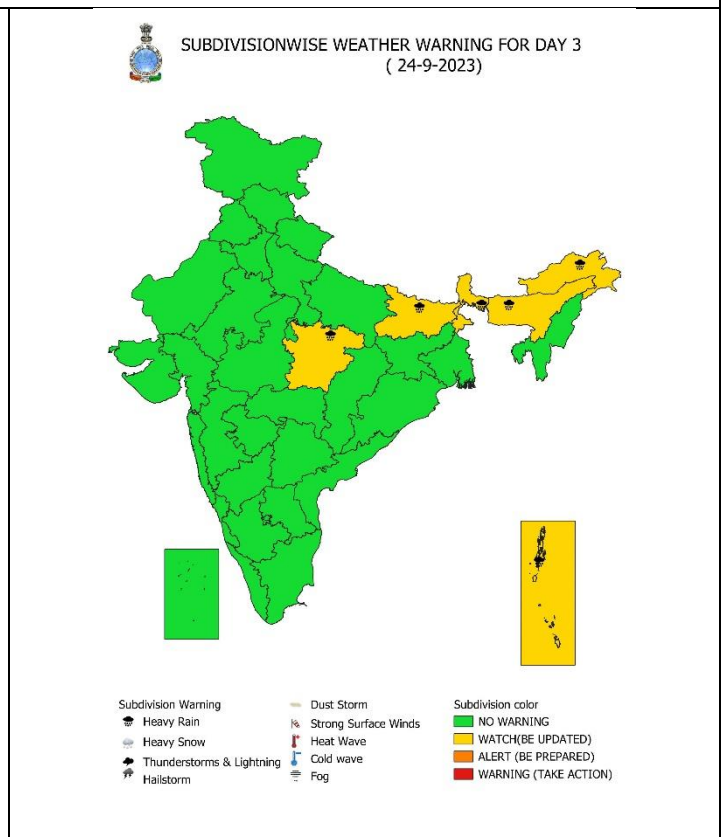 SUBDIVISIONWISE WEATHER WARNING FOR DAY 3
( 24-9-2023)
Subdivision Warning
Heavy Rain
Heavy Snow
Thunderstorms & Lightning
Hailstorm
Dust Storm
Strong Surface Winds
Heat Wave
Cold wave
Fog
Subdivision color
NO WARNING
WATCH(BE UPDATED)
ALERT (BE PREPARED)
WARNING (TAKE ACTION)